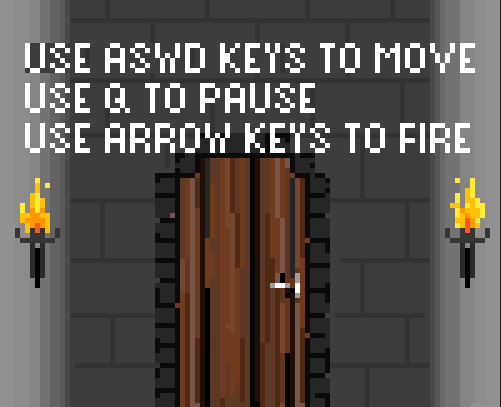 USE ASWD KEYS TO MOVE
USE Q TO PAUSE
USE ARROW KEYS TO FIRE